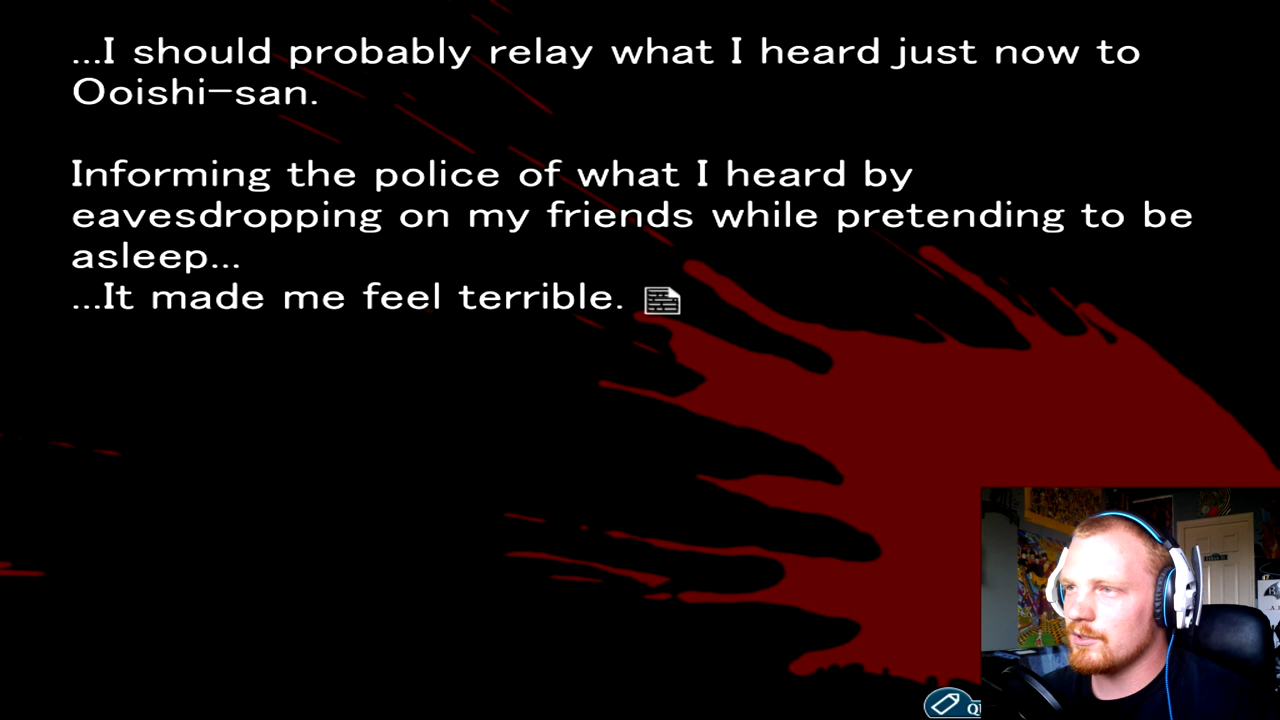 ...I should probably relay what I heard just now to
Ooishi-san.
Informing the police of what I heard by
eavesdropping on my friends while pretending to be
asleep...
...It made me feel terrible.